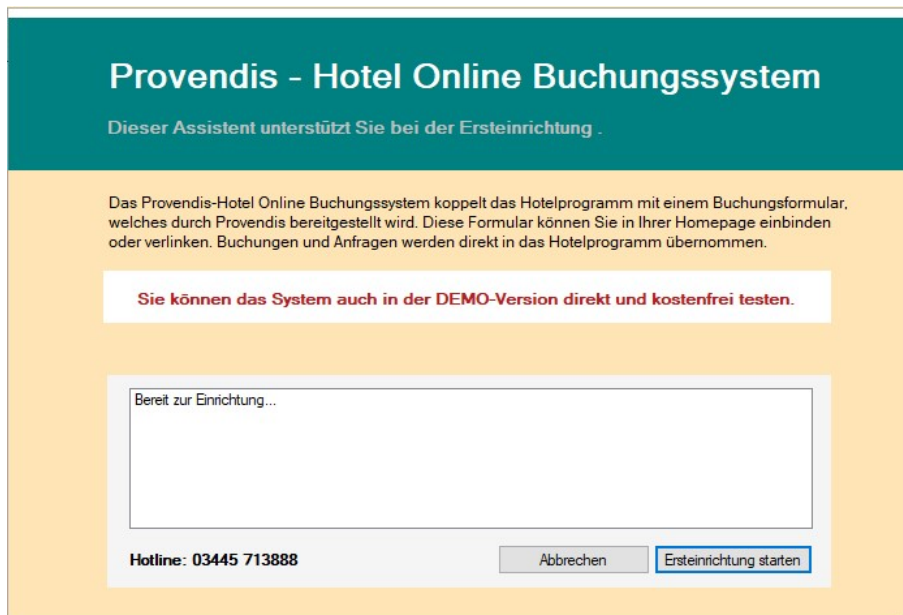 Provendis - Hotel Online Buchungssystem
Dieser Assistent unterstützt Sie bei der Ersteinrichtung .
Das Provendis-Hotel Online Buchungssystem koppelt das Hotelprogramm mit einem Buchungsformular,
welches durch Provendis bereitgestellt wird. Diese Formular können Sie in Ihrer Homepage einbinden
oder verlinken. Buchungen und Anfragen werden direkt in das Hotelprogramm übernommen.
Sie können das System auch in der DEMO-Version direkt und kostenfrei testen.
Bereit zur Einrichtung...
Hotline: 03445 713888
Abbrechen
Ersteinrichtung starten